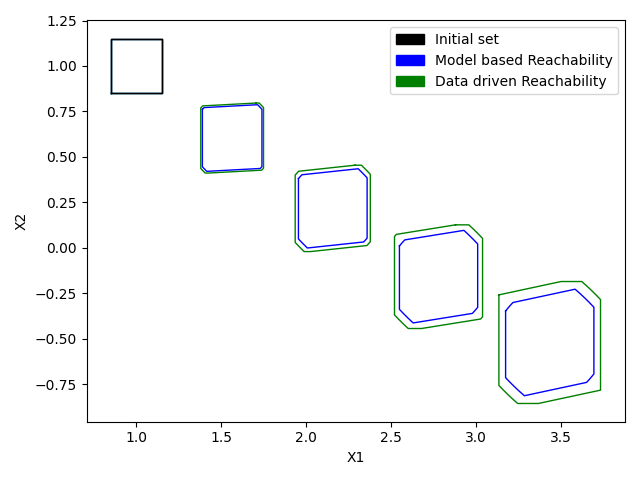 1.25
1.00
0.75
0.50
0.25
0.00
−0.25
−0.50
−0.75
X2
Initial set
Model based Reachability
Data driven Reachability
1.0 1.5 2.0 2.5 3.0 3.5
X1